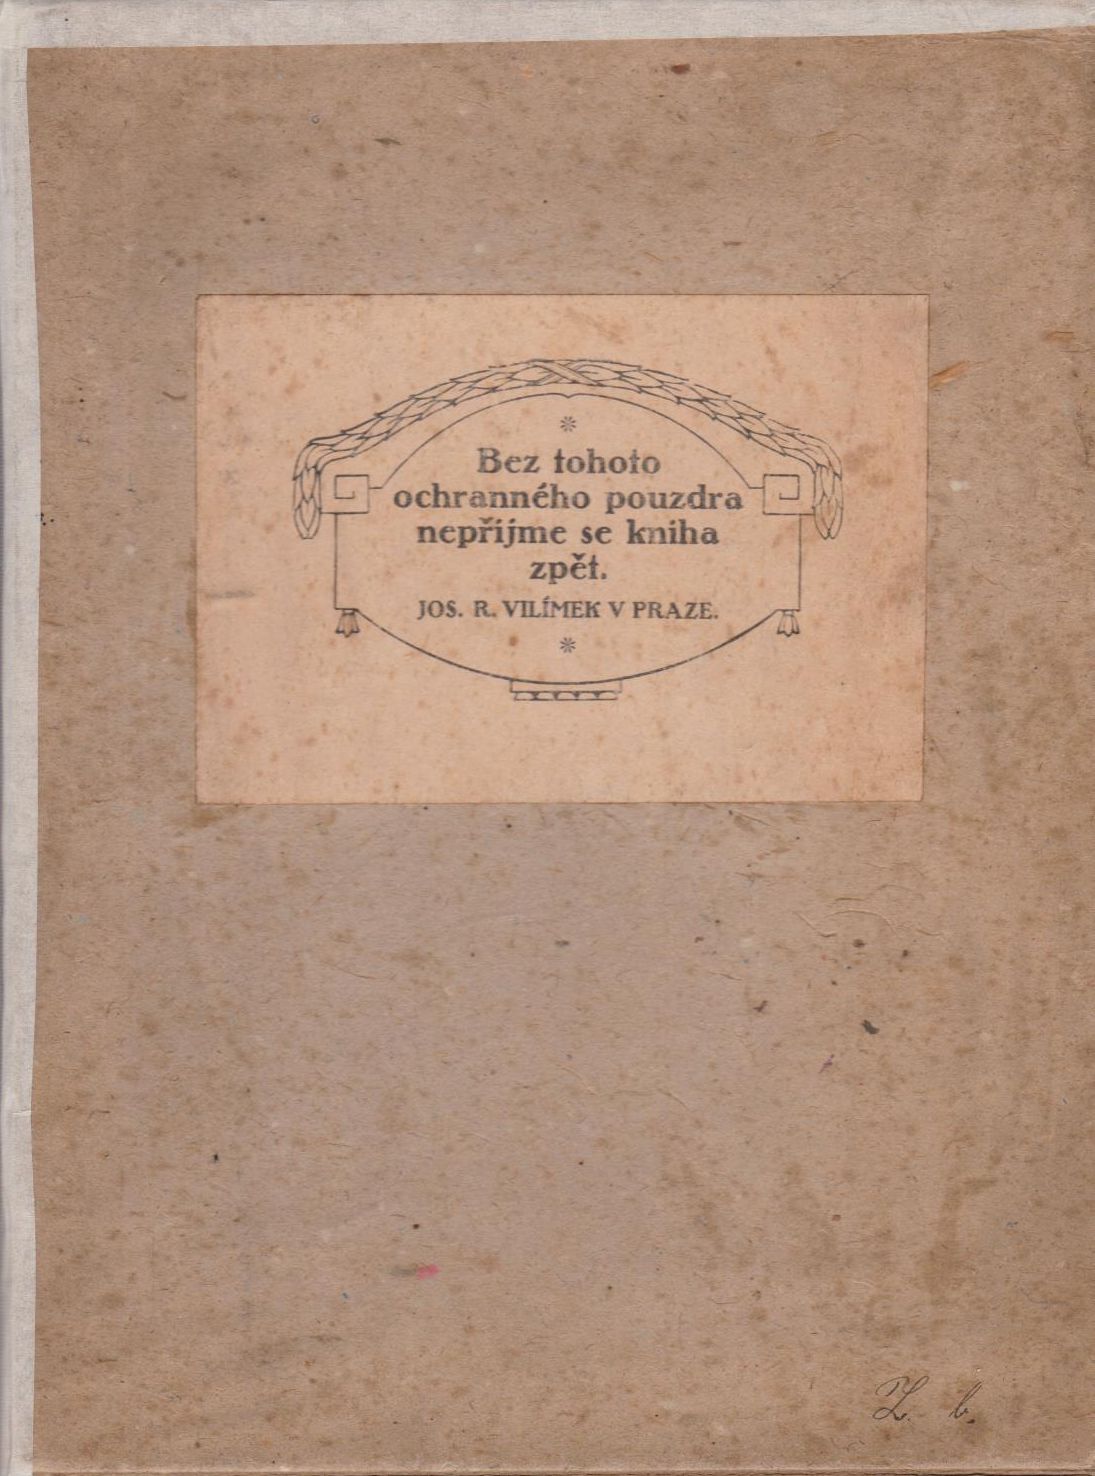 Bez tohoto
ochranného pouzdra
nepřijme se kniha
zpět.
JOS. R. VILÍMEK V PRAZE.
Z. b.